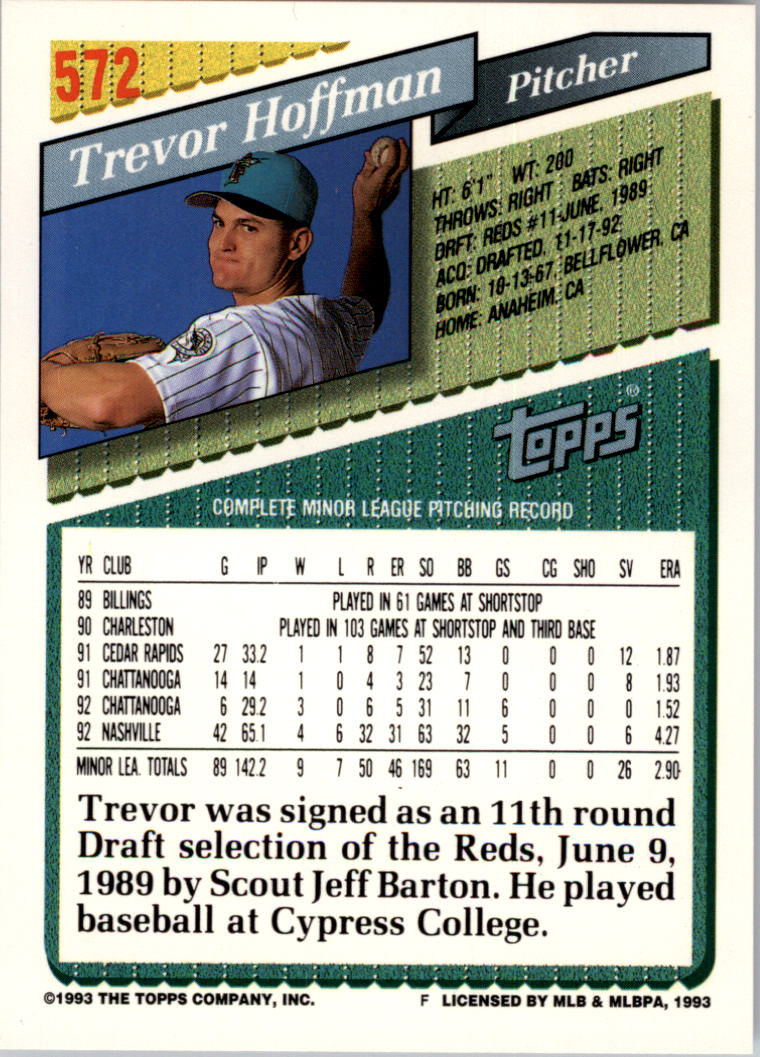 572
Trevor Hoffman
Pitcher
HT: 6'1" WT: 200
THROWS: RIGHT BATS: RIGHT
DRFT: REDS #11-JUNE, 1989
ACQ: DRAFTED, 11-17-92
BORN: 10-13-67, BELLFLOWER, CA
HOME: ANAHEIM, CA
F
Topps®
COMPLETE MINOR LEAGUE PITCHING RECORD
YR CLUB G IP W L R ER SO BB GS CG SHO SV ERA
89 BILLINGS PLAYED IN 61 GAMES AT SHORTSTOP
90 CHARLESTON PLAYED IN 103 GAMES AT SHORTSTOP AND THIRD BASE
91 CEDAR RAPIDS 27 33.2 1 1 8 7 52 13 0 0 0 12 1.87
91 CHATTANOOGA 14 14 1 0 4 3 23 7 0 0 0 8 1.93
92 CHATTANOOGA 6 29.2 3 0 6 5 31 11 6 0 0 0 1.52
92 NASHVILLE 42 65.1 4 6 32 31 63 32 5 0 0 6 4.27
MINOR LEA. TOTALS 89 142.2 9 7 50 46 169 63 11 0 0 26 2.90
Trevor was signed as an 11th round
Draft selection of the Reds, June 9,
1989 by Scout Jeff Barton. He played
baseball at Cypress College.
©1993 THE TOPPS COMPANY, INC. F LICENSED BY MLB & MLBPA, 1993